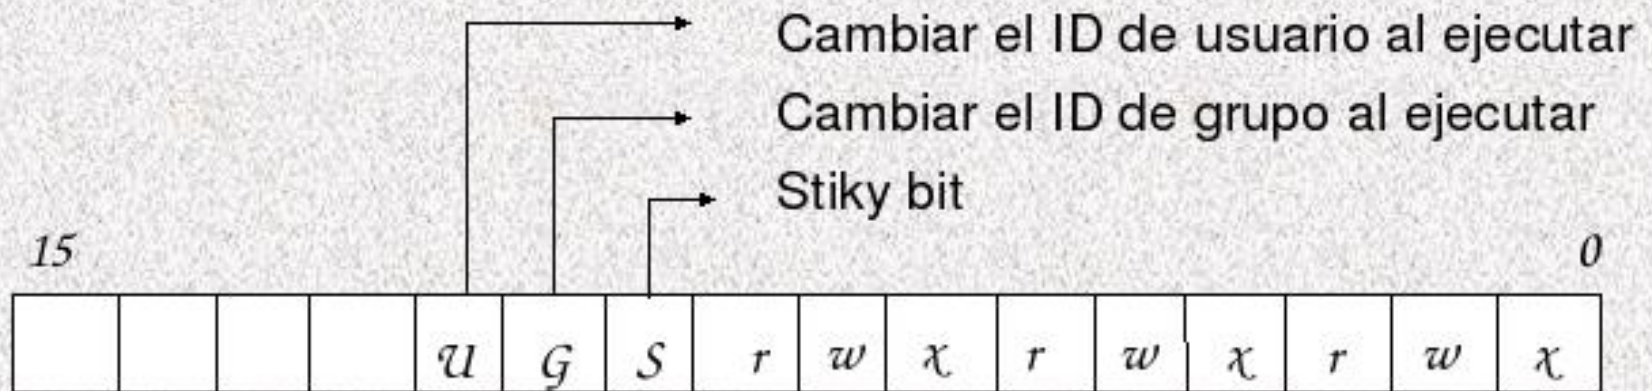 Cambiar el ID de usuario al ejecutar
Cambiar el ID de grupo al ejecutar
Stiky bit
15 0
U G S r w x r w x r w x